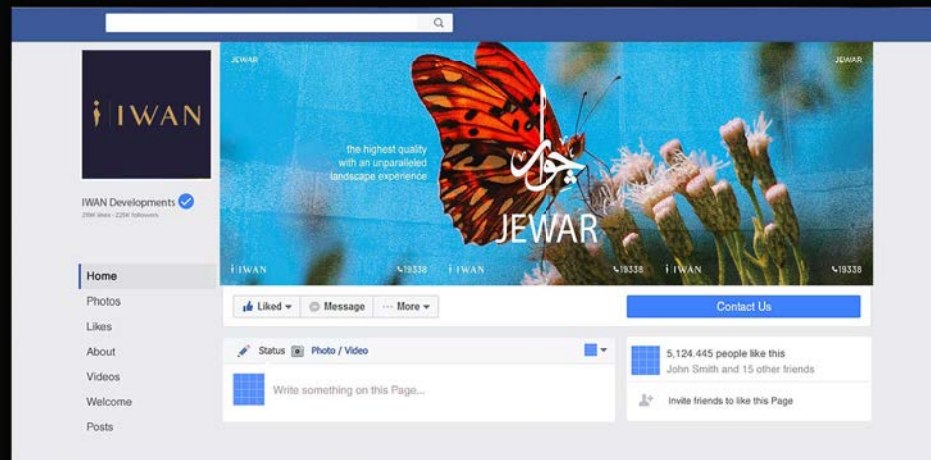 i IWAN
IWAN Developments
225K followers
Home
Photos
Likes
About
Videos
Welcome
Posts
JEWAR
JEWAR
the highest quality
with an unparalleled
landscape experience
جوار
JEWAR
i IWAN
19338
i IWAN
19338
i IWAN
19338
Liked
Message
More
Contact Us
Status
Photo / Video
Write something on this Page...
5,124.445 people like this
John Smith and 15 other friends
Invite friends to like this Page